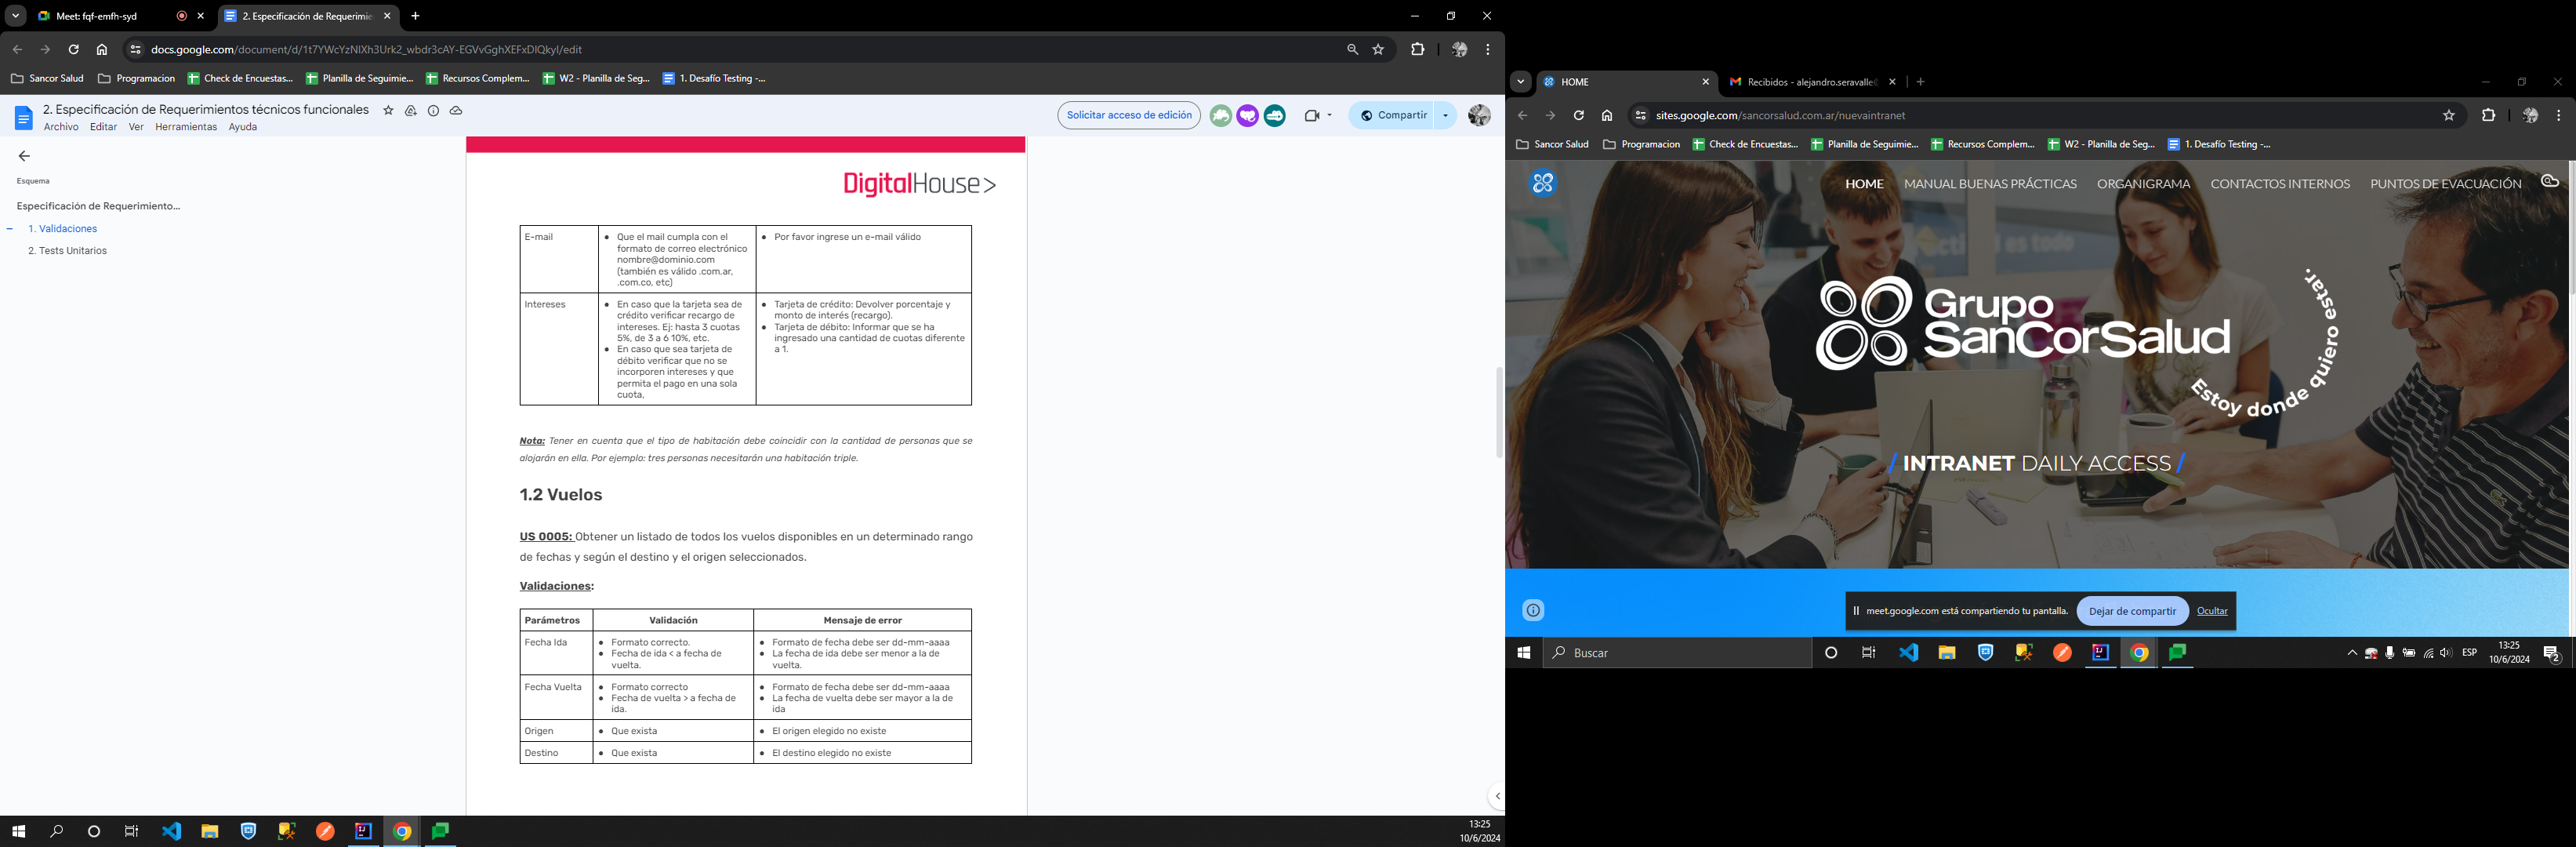 Meet: fqf-emfh-syd
2. Especificación de Requerimie
docs.google.com/document/d/1t7YWcYzNlXh3Urk2_wbdr3cAY-EGVvGghXEFxDIQkyI/edit
Sancor Salud
Programacion
Check de Encuestas...
Planilla de Seguimie...
Recursos Complem...
W2 - Planilla de Seg...
1. Desafío Testing -...
2. Especificación de Requerimientos técnicos funcionales
Archivo Editar Ver Herramientas Ayuda
Solicitar acceso de edición
Compartir
Esquema
Especificación de Requerimiento...
1. Validaciones
2. Tests Unitarios
DigitalHouse>
E-mail
● Que el mail cumpla con el
formato de correo electrónico
nombre@dominio.com
(también es válido .com.ar,
.com.co, etc)
● Por favor ingrese un e-mail válido
Intereses
● En caso que la tarjeta sea de
crédito verificar recargo de
intereses. Ej: hasta 3 cuotas
5%, de 3 a 6 10%, etc.
● En caso que sea tarjeta de
débito verificar que no se
incorporen intereses y que
permita el pago en una sola
cuota,
● Tarjeta de crédito: Devolver porcentaje y
monto de interés (recargo).
● Tarjeta de débito: Informar que se ha
ingresado una cantidad de cuotas diferente
a 1.
Nota: Tener en cuenta que el tipo de habitación debe coincidir con la cantidad de personas que se
alojarán en ella. Por ejemplo: tres personas necesitarán una habitación triple.
1.2 Vuelos
US 0005: Obtener un listado de todos los vuelos disponibles en un determinado rango
de fechas y según el destino y el origen seleccionados.
Validaciones:
Parámetros Validación Mensaje de error
Fecha Ida
● Formato correcto.
● Fecha de ida < a fecha de
vuelta.
● Formato de fecha debe ser dd-mm-aaaa
● La fecha de ida debe ser menor a la de
vuelta.
Fecha Vuelta
● Formato correcto
● Fecha de vuelta > a fecha de
ida.
● Formato de fecha debe ser dd-mm-aaaa
● La fecha de vuelta debe ser mayor a la de
ida
Origen ● Que exista ● El origen elegido no existe
Destino ● Que exista ● El destino elegido no existe
13:25
10/6/2024
HOME
Recibidos - alejandro.seravalle
sites.google.com/sancorsalud.com.ar/nuevaintranet
Sancor Salud
Programacion
Check de Encuestas...
Planilla de Seguimie...
Recursos Complem...
W2 - Planilla de Seg...
1. Desafío Testing -...
HOME MANUAL BUENAS PRÁCTICAS ORGANIGRAMA CONTACTOS INTERNOS PUNTOS DE EVACUACIÓN
Grupo
SanCorSalud
Estoy donde quiero estar.
/ INTRANET DAILY ACCESS /
meet.google.com está compartiendo tu pantalla.
Dejar de compartir
Ocultar
Buscar
ESP
13:25
10/6/2024
2